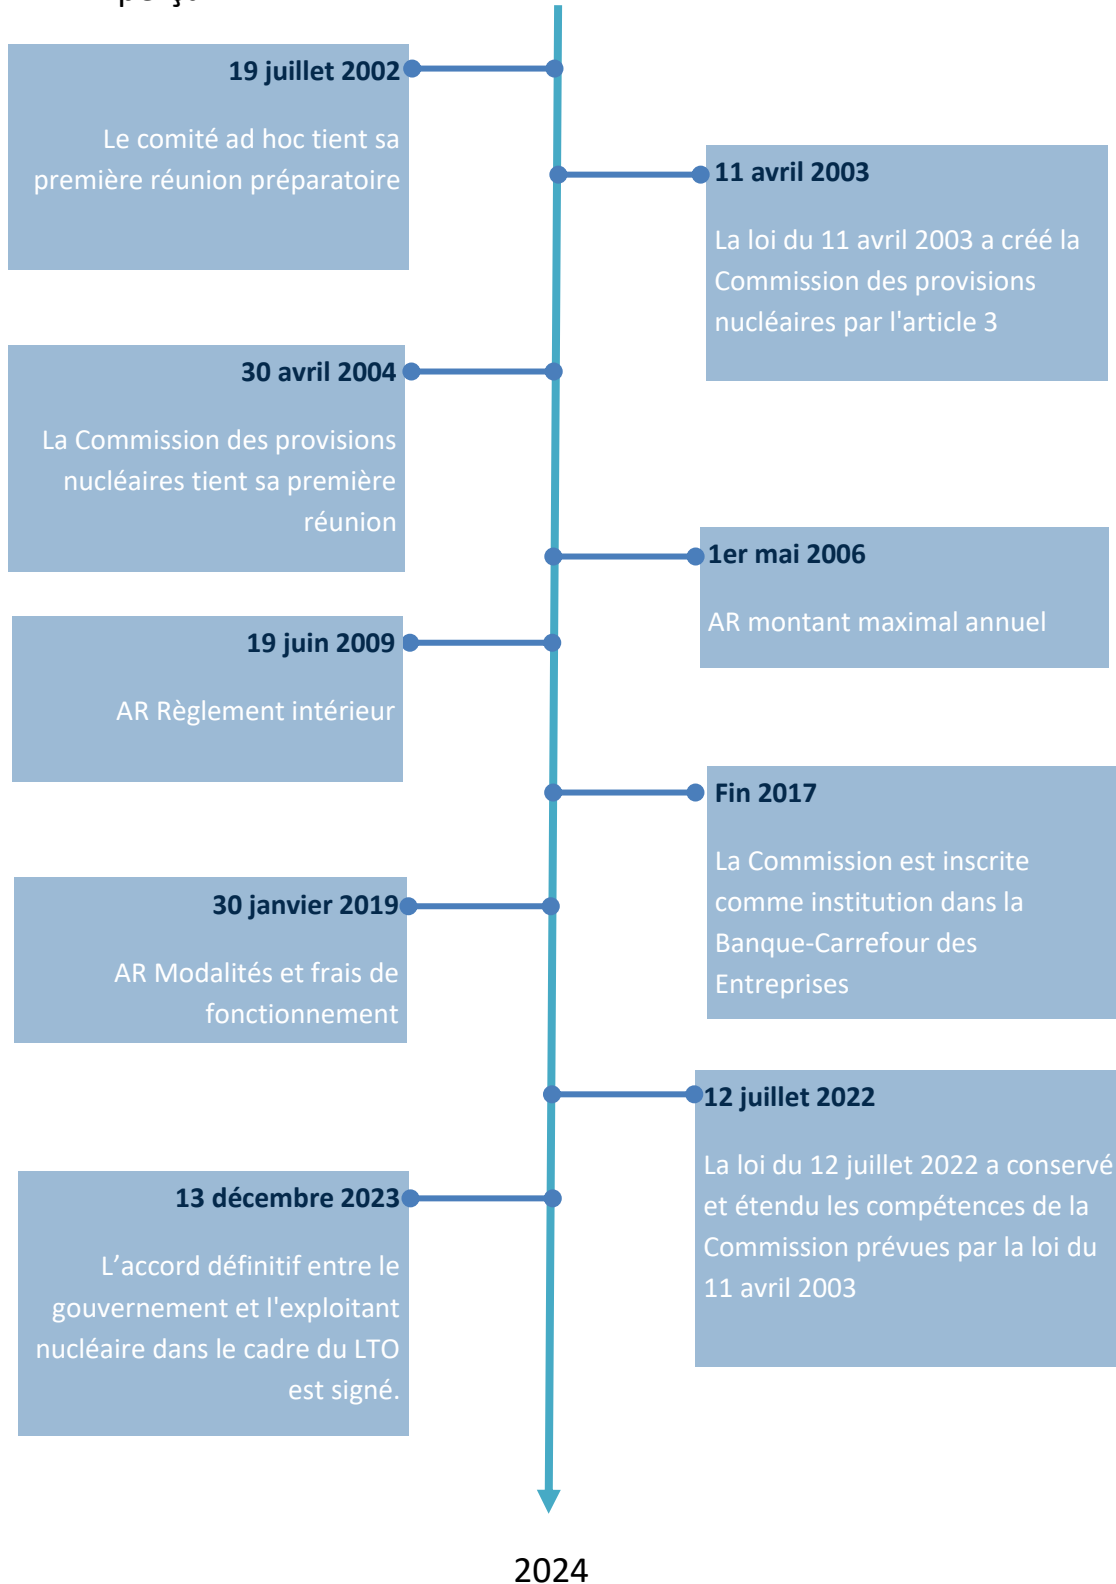 19 juillet 2002
Le comité ad hoc tient sa
première réunion préparatoire
11 avril 2003
La loi du 11 avril 2003 a créé la
Commission des provisions
nucléaires par l'article 3
30 avril 2004
La Commission des provisions
nucléaires tient sa première
réunion
1er mai 2006
AR montant maximal annuel
19 juin 2009
AR Règlement intérieur
Fin 2017
La Commission est inscrite
comme institution dans la
Banque-Carrefour des
Entreprises
30 janvier 2019
AR Modalités et frais de
fonctionnement
12 juillet 2022
La loi du 12 juillet 2022 a conservé
et étendu les compétences de la
Commission prévues par la loi du
11 avril 2003
13 décembre 2023
L’accord définitif entre le
gouvernement et l'exploitant
nucléaire dans le cadre du LTO
est signé.
2024